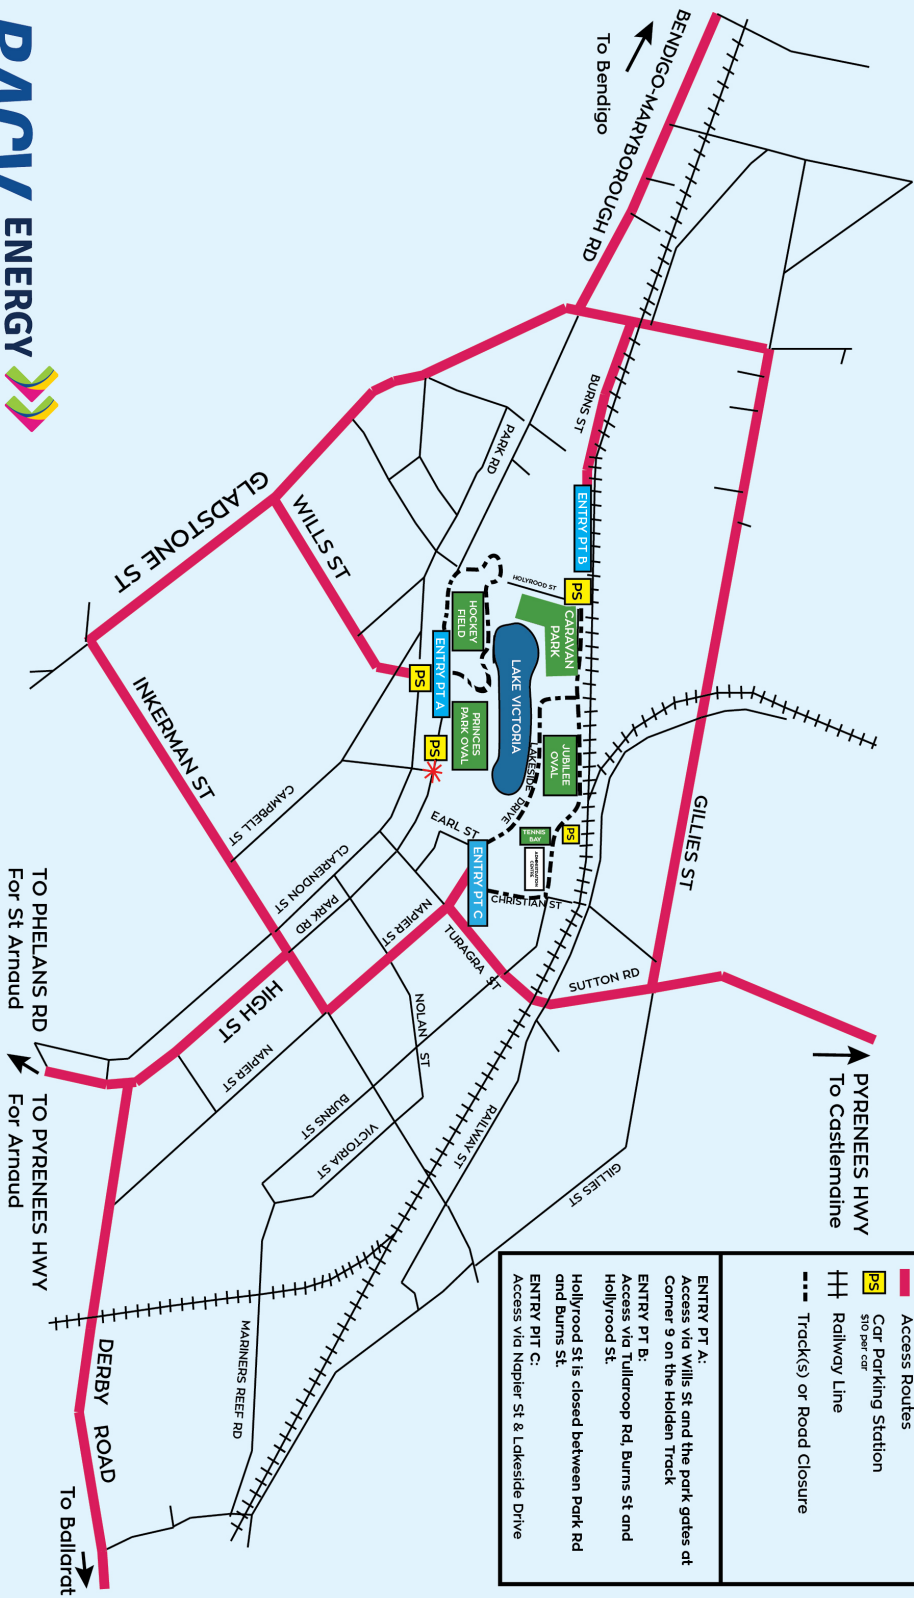 RACV ENERGY
To Bendigo
BENDIGO-MARYBOROUGH RD
BURNS ST
PARK RD
GLADSTONE ST
WILLS ST
INKERMAN ST
ENTRY PT B
PS
HOLYROOD ST
CARAVAN
PARK
HOCKEY
FIELD
ENTRY PT A
PS
LAKE VICTORIA
PRINCES
PARK OVAL
PS
JUBILEE
OVAL
LAKESIDE DRIVE
TENNIS
BAY
PS
ADMINISTRATION
CENTRE
EARL ST
ENTRY PT C
CHRISTIAN ST
GILLIES ST
CAMPBELL ST
CLARENDON ST
PARK RD
NAPIER ST
TURAGRA ST
SUTTON RD
HIGH ST
NAPIER ST
NOLAN ST
BURNS ST
VICTORIA ST
RAILWAY ST
GILLIES ST
MARINERS REEF RD
DERBY ROAD
To Ballarat
TO PHELANS RD
For St Arnaud
TO PYRENEES HWY
For Arnaud
PYRENEES HWY
To Castlemaine
Access Routes
PS Car Parking Station
$10 per car
Railway Line
Track(s) or Road Closure
ENTRY PT A:
Access via Wills St and the park gates at
Corner 9 on the Holden Track
ENTRY PT B:
Access via Tullaroop Rd, Burns St and
Hollyrood St.
Hollyrood St is closed between Park Rd
and Burns St.
ENTRY PIT C:
Access via Napier St & Lakeside Drive